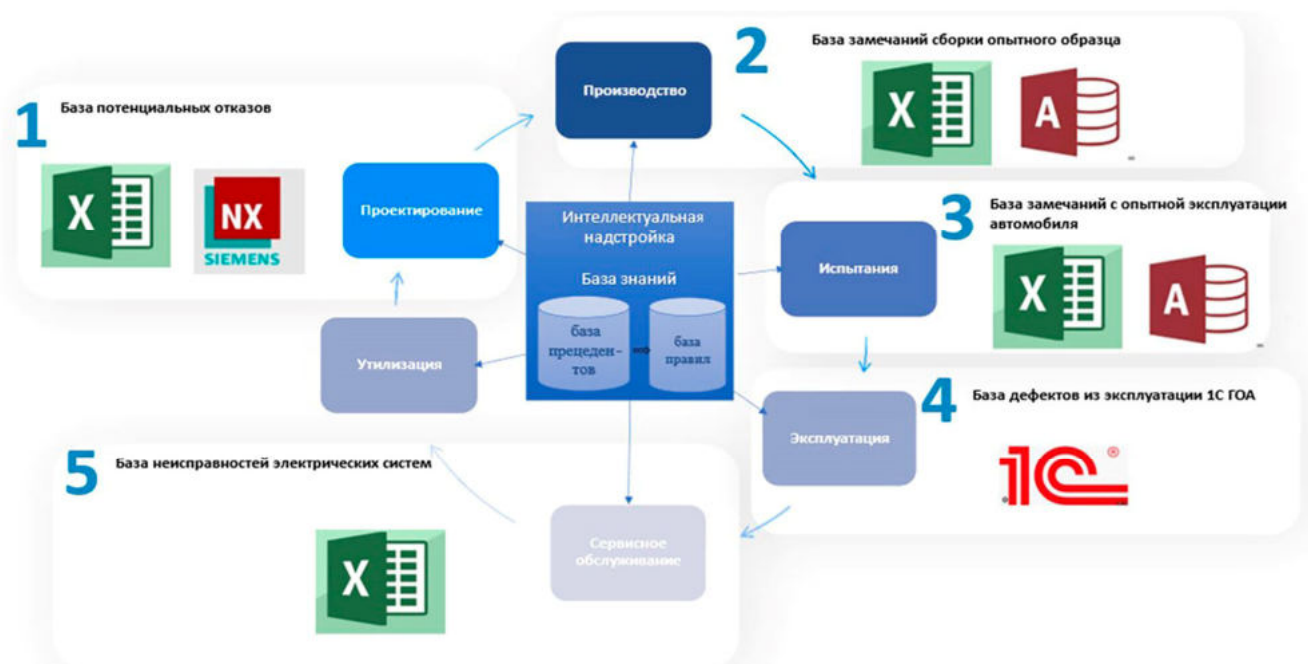 1
База потенциальных отказов
X
NX
SIEMENS
Производство
2
База замечаний сборки опытного образца
X
A
Проектирование
Интеллектуальная
надстройка
База знаний
база
прецеден-
тов
база
правил
Испытания
3
База замечаний с опытной эксплуатации
автомобиля
X
A
Утилизация
Эксплуатация
4
База дефектов из эксплуатации 1С ГОА
1С
®
5
База неисправностей электрических систем
X
Сервисное
обслуживание